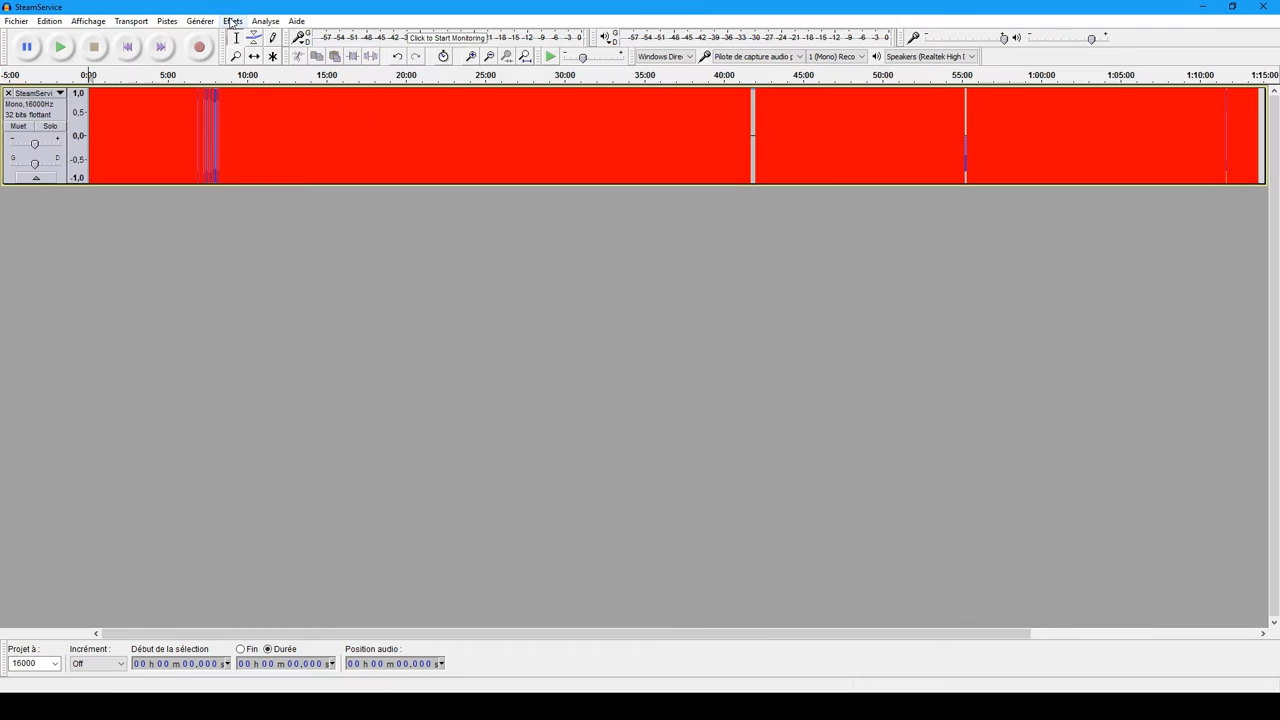 SteamService
Fichier Edition Affichage Transport Pistes Générer Effets Analyse Aide
G D -57 -54 -51 -48 -45 -42 Click to Start Monitoring -18 -15 -12 -9 -6 -3 0
G D -57 -54 -51 -48 -45 -42 -39 -36 -33 -30 -27 -24 -21 -18 -15 -12 -9 -6 -3 0
- + - +
- + Windows Direc Pilote de capture audio p 1 (Mono) Reco Speakers (Realtek High D
-5:00 0:00 5:00 10:00 15:00 20:00 25:00 30:00 35:00 40:00 45:00 50:00 55:00 1:00:00 1:05:00 1:10:00 1:15:00
SteamServi
Mono,16000Hz
32 bits flottant
Muet Solo
- +
G D
1,0
0,5
0,0
-0,5
-1,0
Projet à : Incrément : Début de la sélection Fin Durée Position audio :
16000 Off 00 h 00 m 00,000 s 00 h 00 m 00,000 s 00 h 00 m 00,000 s